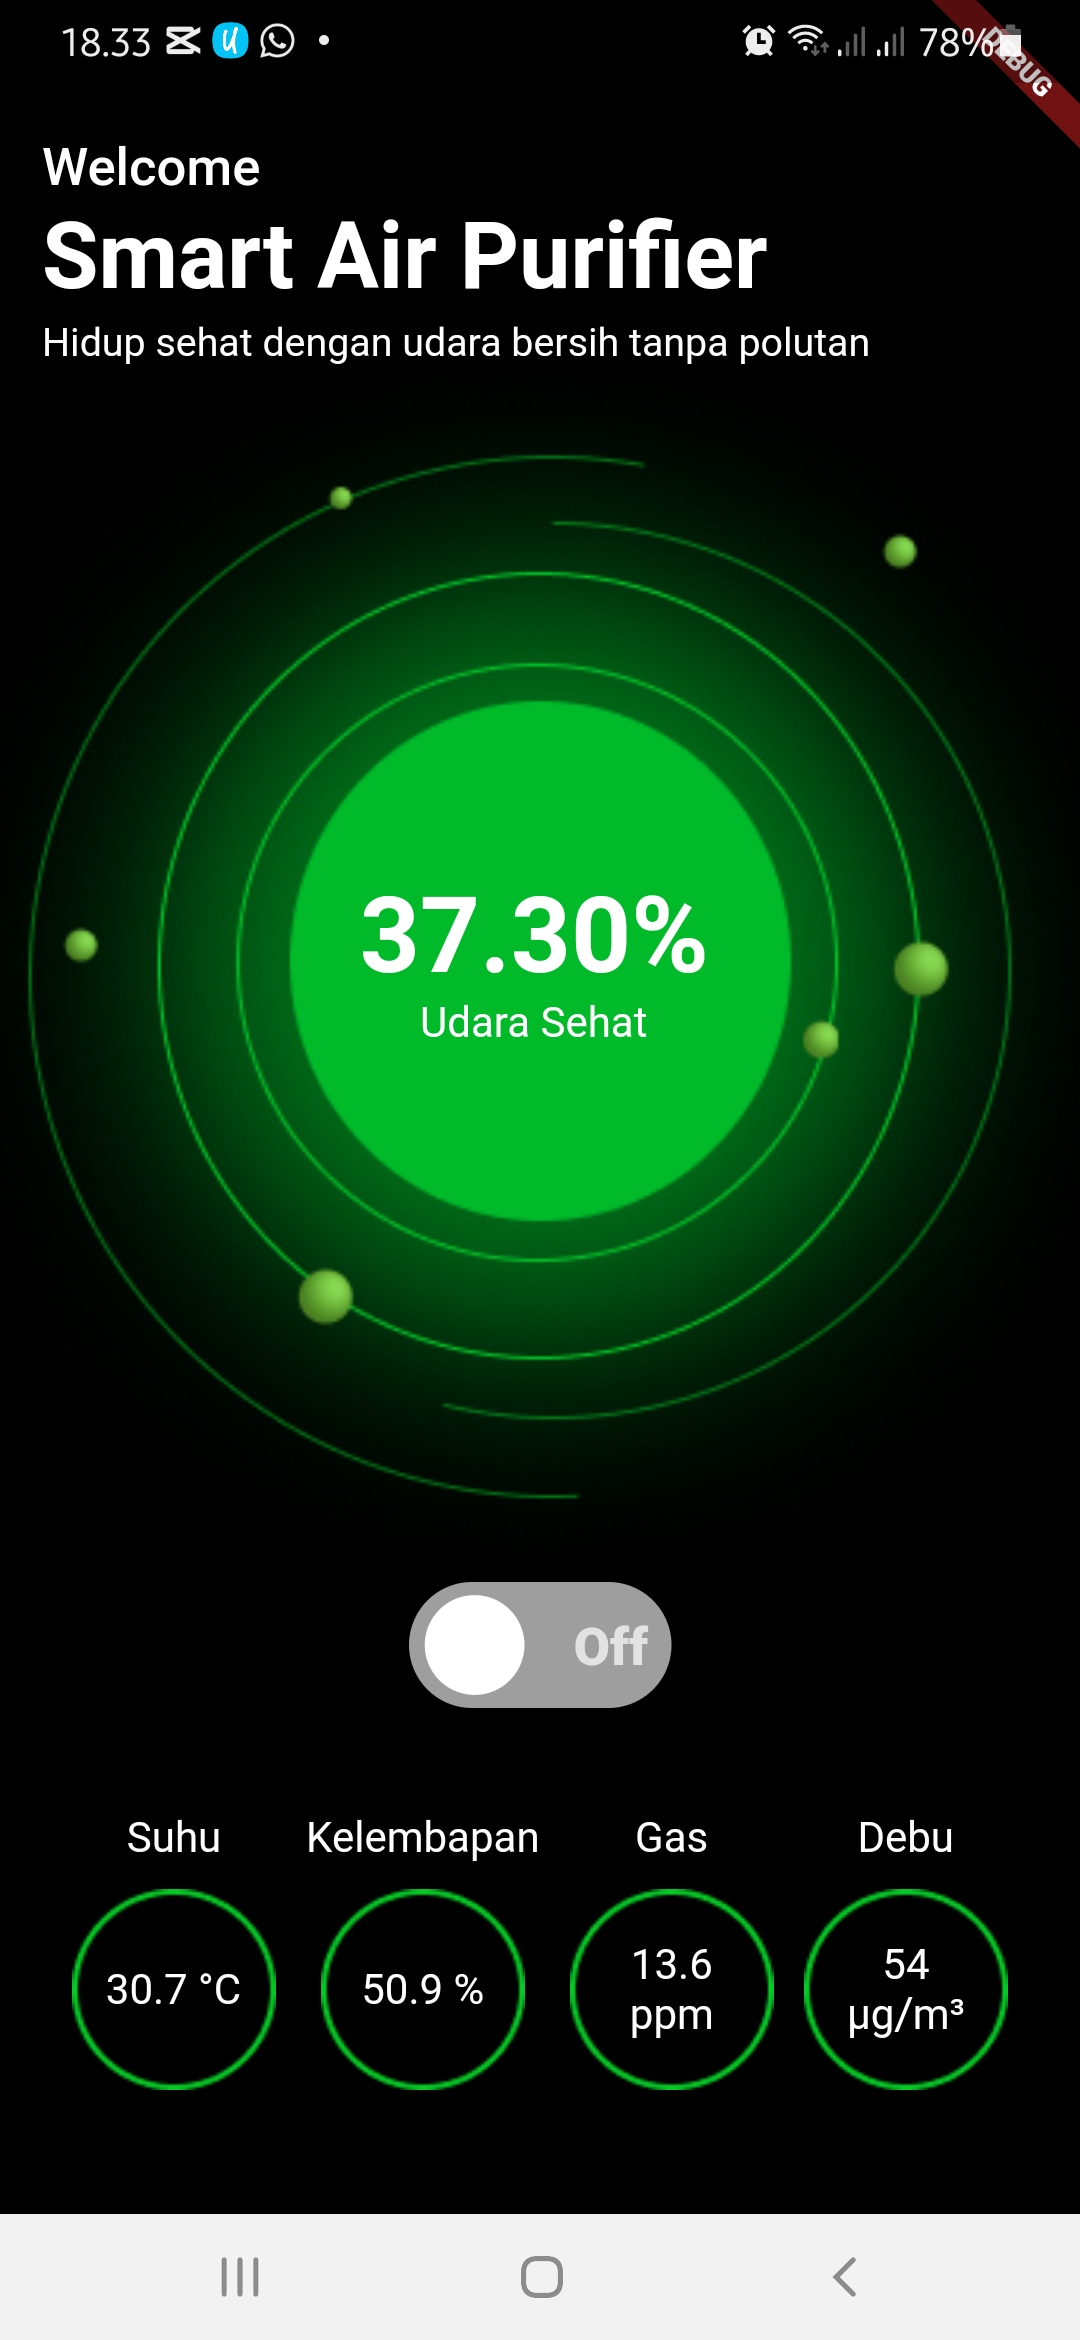 18.33
78%
DEBUG
Welcome
Smart Air Purifier
Hidup sehat dengan udara bersih tanpa polutan
37.30%
Udara Sehat
Off
Suhu Kelembapan Gas Debu
30.7 °C 50.9 % 13.6 ppm 54 µg/m³